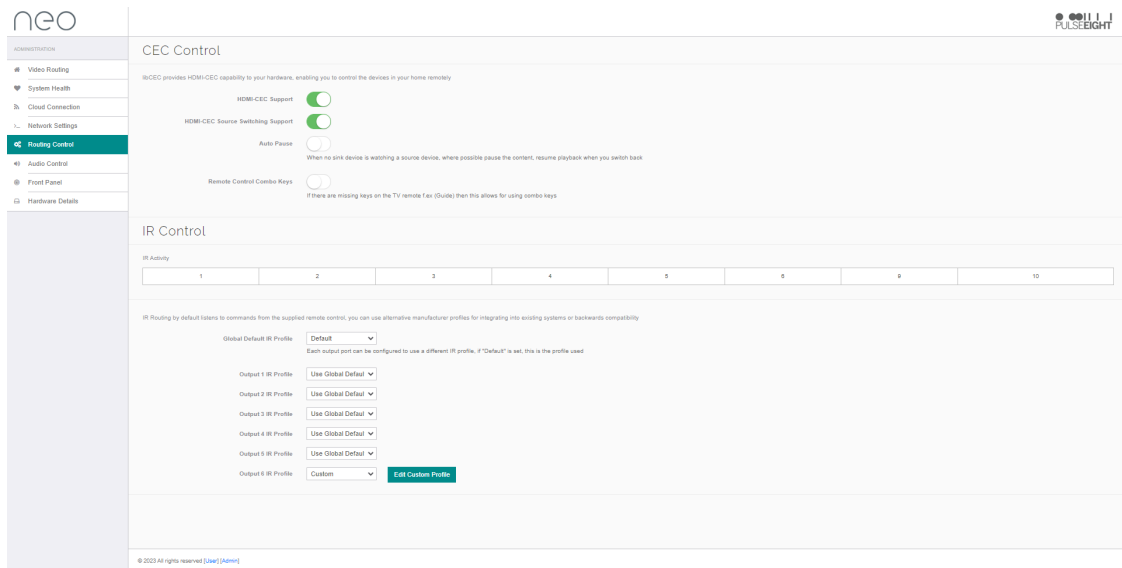 neo
PULSEEIGHT
ADMINISTRATION
Video Routing
System Health
Cloud Connection
Network Settings
Routing Control
Audio Control
Front Panel
Hardware Details
CEC Control
libCEC provides HDMI-CEC capability to your hardware, enabling you to control the devices in your home remotely
HDMI-CEC Support
HDMI-CEC Source Switching Support
Auto Pause
When no sink device is watching a source device, where possible pause the content, resume playback when you switch back
Remote Control Combo Keys
If there are missing keys on the TV remote f.ex (Guide) then this allows for using combo keys
IR Control
IR Activity
1 2 3 4 5 6 9 10
IR Routing by default listens to commands from the supplied remote control, you can use alternative manufacturer profiles for integrating into existing systems or backwards compatibility
Global Default IR Profile Default
Each output port can be configured to use a different IR profile, if "Default" is set, this is the profile used
Output 1 IR Profile Use Global Defaul
Output 2 IR Profile Use Global Defaul
Output 3 IR Profile Use Global Defaul
Output 4 IR Profile Use Global Defaul
Output 5 IR Profile Use Global Defaul
Output 6 IR Profile Custom Edit Custom Profile
© 2023 All rights reserved [User] [Admin]